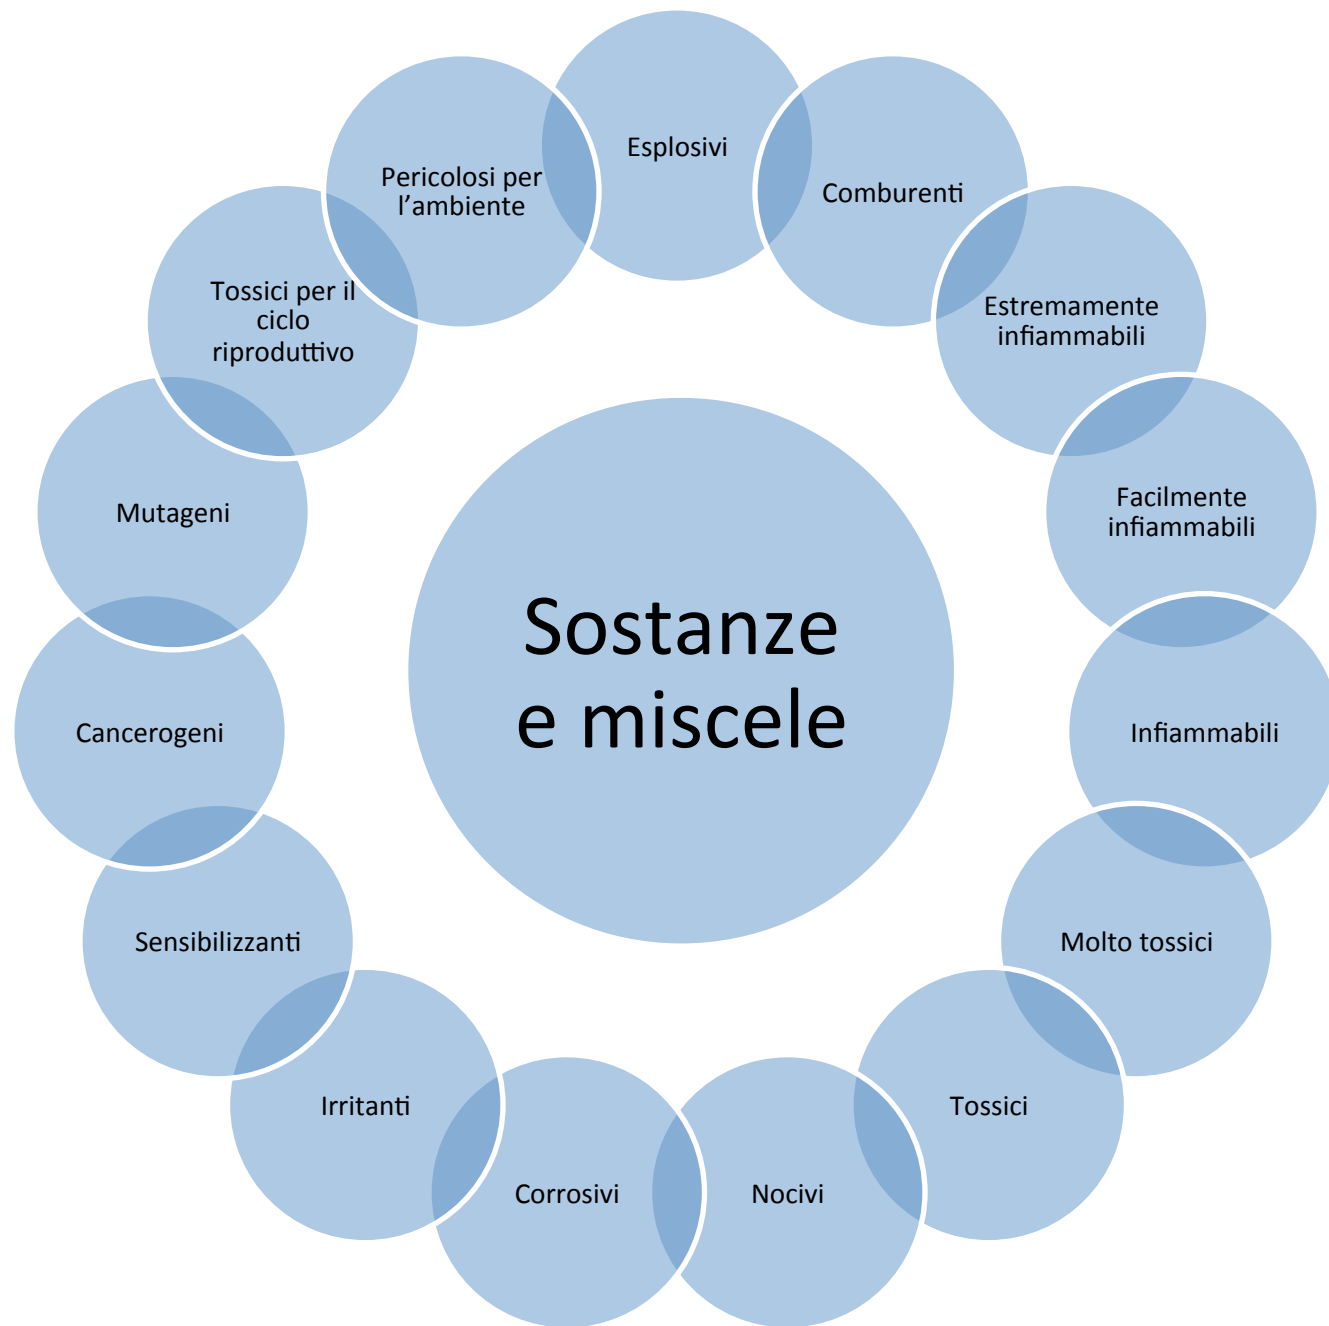 Esplosivi
Comburenti
Estremamente
infiammabili
Facilmente
infiammabili
Infiammabili
Molto tossici
Tossici
Nocivi
Corrosivi
Irritanti
Sensibilizzanti
Cancerogeni
Mutageni
Tossici per il
ciclo
riproduttivo
Pericolosi per
l’ambiente
Sostanze
e miscele